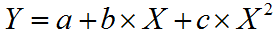 Y = a + b × X + c × X²